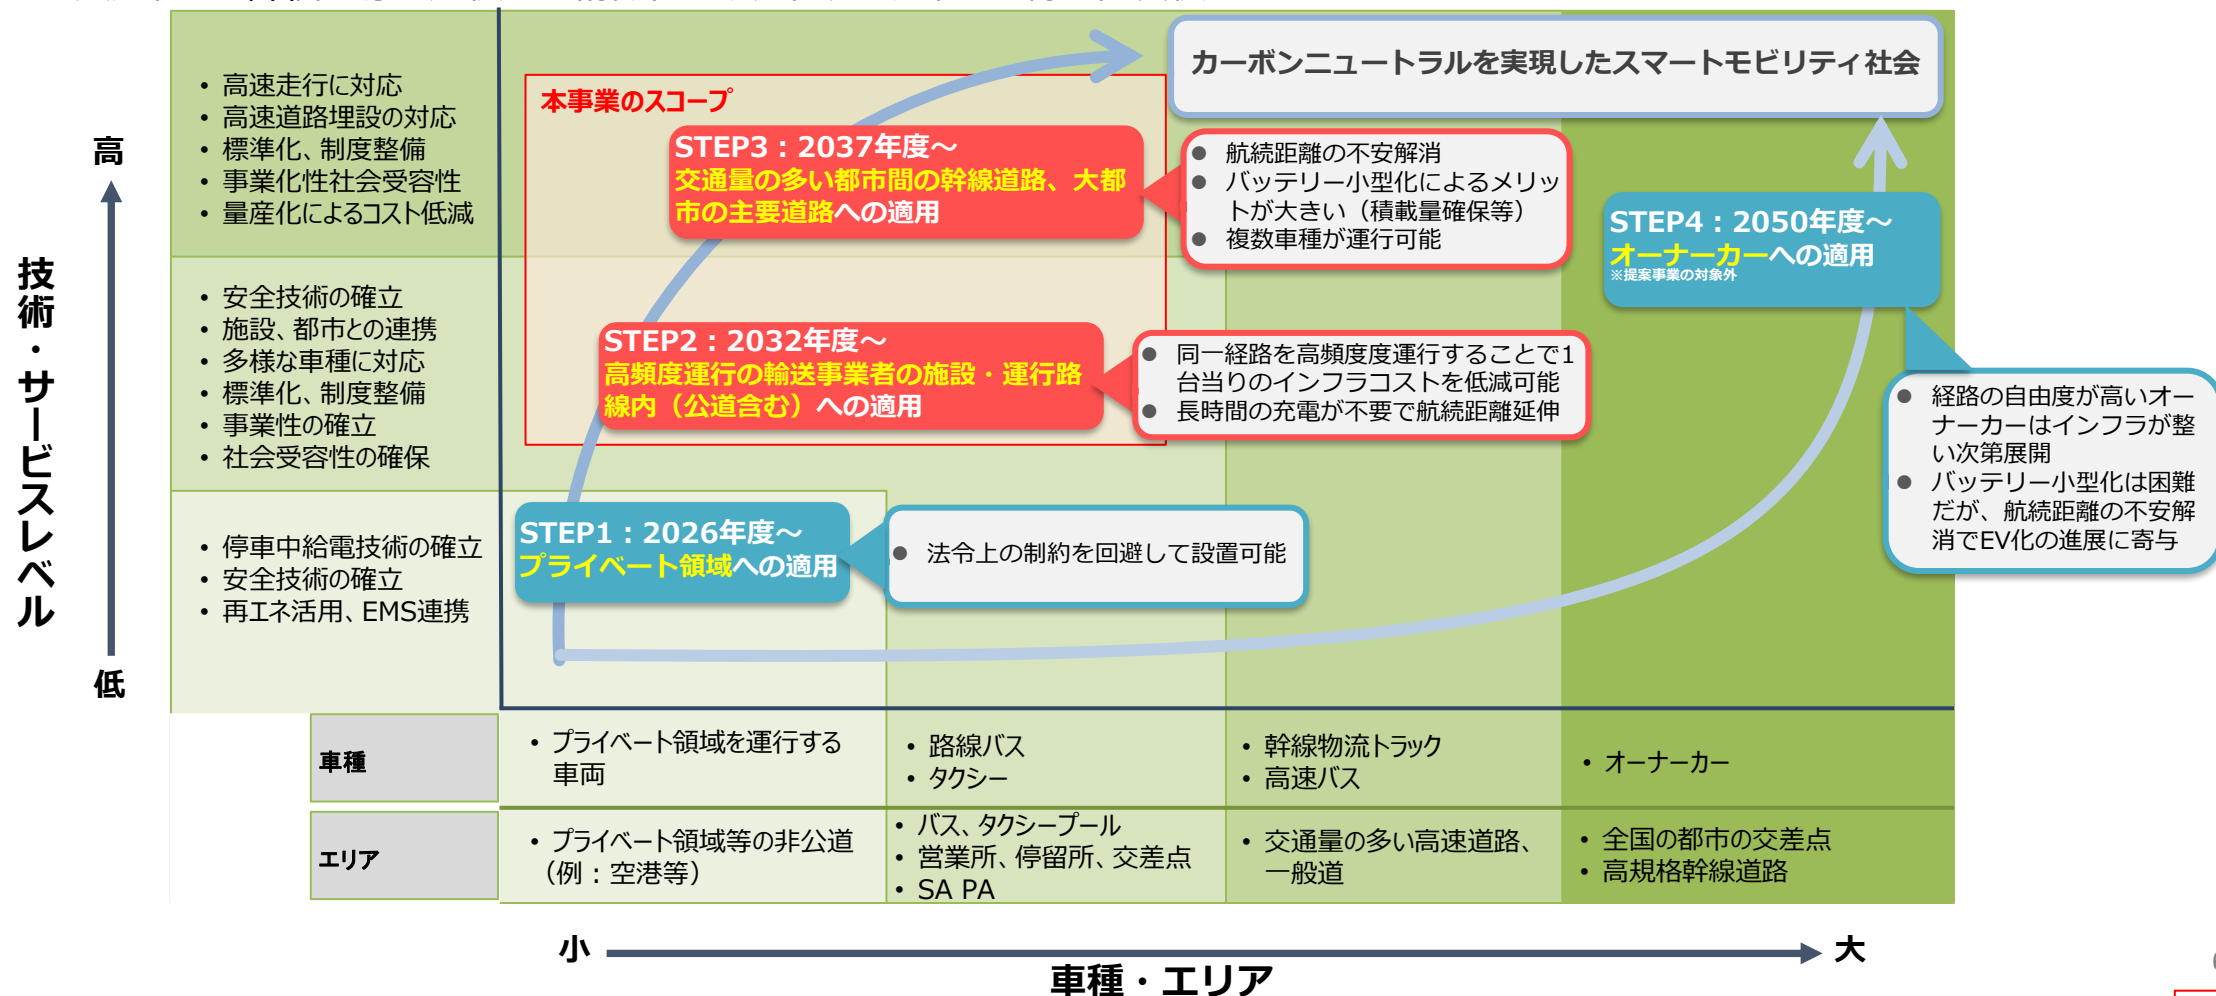 カーボンニュートラルを実現したスマートモビリティ社会
本事業のスコープ
技術・サービスレベル
高
低
• 高速走行に対応
• 高速道路埋設の対応
• 標準化、制度整備
• 事業化性社会受容性
• 量産化によるコスト低減
STEP3：2037年度～
交通量の多い都市間の幹線道路、大都
市の主要道路への適用
● 航続距離の不安解消
● バッテリー小型化によるメリッ
トが大きい（積載量確保等）
● 複数車種が運行可能
STEP4：2050年度～
オーナーカーへの適用
※提案事業の対象外
• 安全技術の確立
• 施設、都市との連携
• 多様な車種に対応
• 標準化、制度整備
• 事業性の確立
• 社会受容性の確保
STEP2：2032年度～
高頻度運行の輸送事業者の施設・運行路
線内（公道含む）への適用
● 同一経路を高頻度度運行することで1
台当りのインフラコストを低減可能
● 長時間の充電が不要で航続距離延伸
● 経路の自由度が高いオー
ナーカーはインフラが整
い次第展開
● バッテリー小型化は困難
だが、航続距離の不安解
消でEV化の進展に寄与
• 停車中給電技術の確立
• 安全技術の確立
• 再エネ活用、EMS連携
STEP1：2026年度～
プライベート領域への適用
● 法令上の制約を回避して設置可能
車種
• プライベート領域を運行する
車両
• 路線バス
• タクシー
• 幹線物流トラック
• 高速バス
• オーナーカー
エリア
• プライベート領域等の非公道
（例：空港等）
• バス、タクシープール
• 営業所、停留所、交差点
• SA PA
• 交通量の多い高速道路、
一般道
• 全国の都市の交差点
• 高規格幹線道路
小
大
車種・エリア